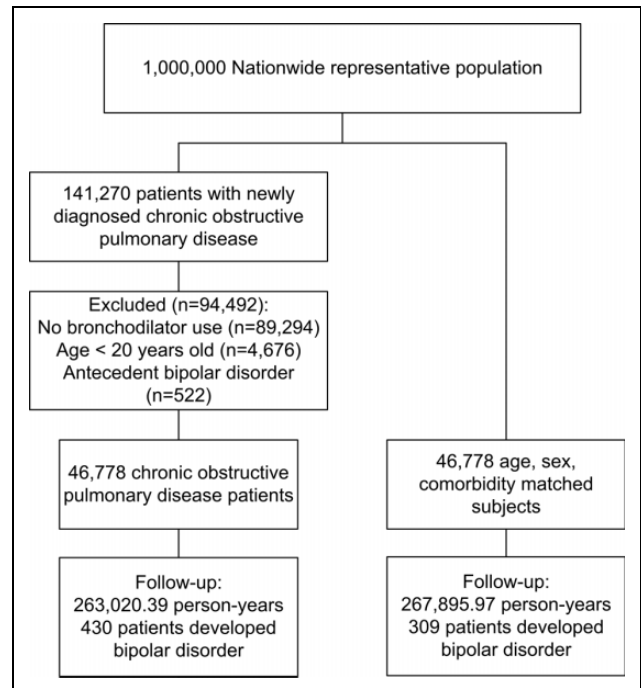 1,000,000 Nationwide representative population
141,270 patients with newly
diagnosed chronic obstructive
pulmonary disease
Excluded (n=94,492):
No bronchodilator use (n=89,294)
Age < 20 years old (n=4,676)
Antecedent bipolar disorder
(n=522)
46,778 chronic obstructive
pulmonary disease patients
46,778 age, sex,
comorbidity matched
subjects
Follow-up:
263,020.39 person-years
430 patients developed
bipolar disorder
Follow-up:
267,895.97 person-years
309 patients developed
bipolar disorder